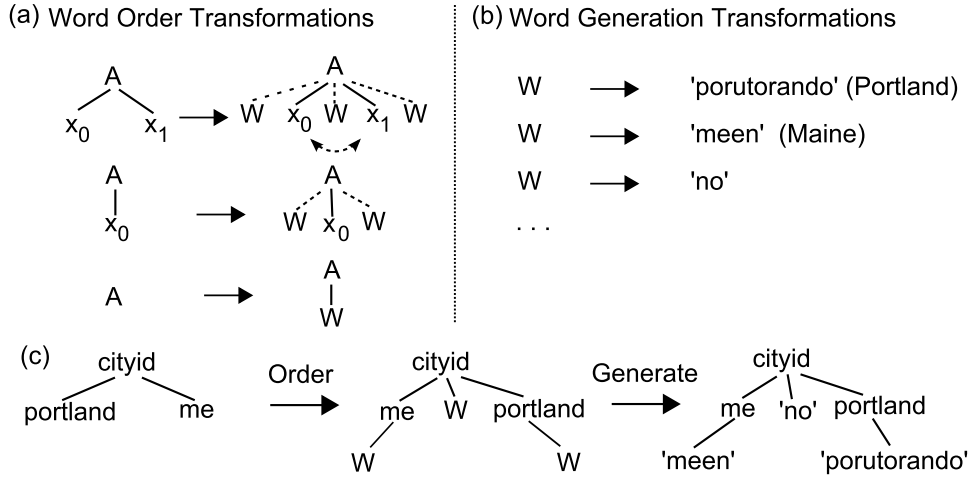 (a) Word Order Transformations
A
x0 x1
A
W x0 W x1 W
A
x0
A
W x0 W
A
A
W
(b) Word Generation Transformations
W 'porutorando' (Portland)
W 'meen' (Maine)
W 'no'
. . .
(c)
cityid
portland me
Order
cityid
me W portland
W W
Generate
cityid
me 'no' portland
'meen' 'porutorando'